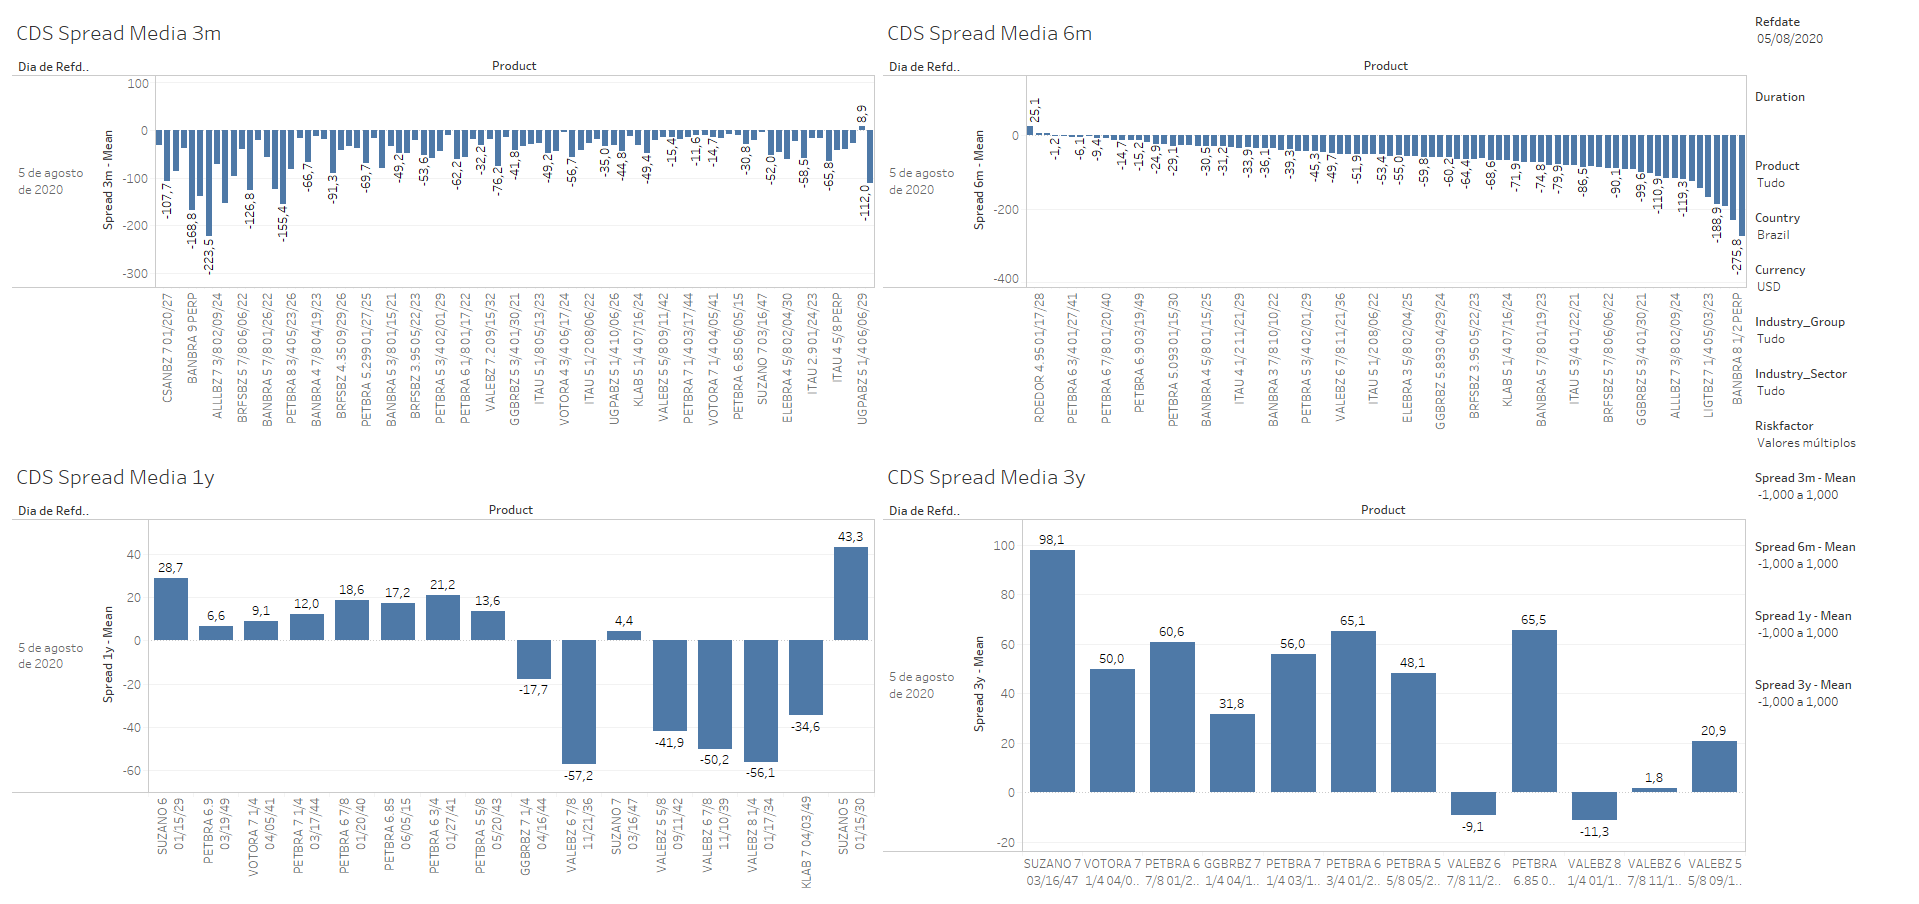 CDS Spread Media 3m
Dia de Refd..
Product
Spread 3m - Mean
5 de agosto
de 2020
100
0
-100
-200
-300
-107,7
-168,8
-223,5
-126,8
-155,4
-66,7
-91,3
-69,7
-49,2
-53,6
-62,2
-32,2
-76,2
-41,8
-49,2
-56,7
-35,0
-44,8
-49,4
-15,4
-11,6
-14,7
-30,8
-52,0
-58,5
-65,8
8,9
-112,0
CSANBZ 7 01/20/27
BANBRA 9 PERP
ALLLBZ 7 3/8 02/09/24
BRFSBZ 5 7/8 06/06/22
BANBRA 5 7/8 01/26/22
PETBRA 8 3/4 05/23/26
BANBRA 4 7/8 04/19/23
BRFSBZ 4.35 09/29/26
PETBRA 5.299 01/27/25
BANBRA 5 3/8 01/15/21
BRFSBZ 3.95 05/22/23
PETBRA 5 3/4 02/01/29
PETBRA 6 1/8 01/17/22
VALEBZ 7.2 09/15/32
GGBRBZ 5 3/4 01/30/21
ITAU 5 1/8 05/13/23
VOTORA 4 3/4 06/17/24
ITAU 5 1/2 08/06/22
UGPABZ 5 1/4 10/06/26
KLAB 5 1/4 07/16/24
VALEBZ 5 5/8 09/11/42
PETBRA 7 1/4 03/17/44
VOTORA 7 1/4 04/05/41
PETBRA 6.85 06/05/15
SUZANO 7 03/16/47
ELEBRA 4 5/8 02/04/30
ITAU 2.9 01/24/23
ITAU 4 5/8 PERP
UGPABZ 5 1/4 06/06/29
CDS Spread Media 6m
Dia de Refd..
Product
Spread 6m - Mean
0
-200
-400
25,1
-1,2
-6,1
-9,4
-14,7
-15,2
-24,9
-29,1
-30,5
-31,2
-33,9
-36,1
-39,3
-45,3
-49,7
-51,9
-53,4
-55,0
-59,8
-60,2
-64,4
-68,6
-71,9
-74,8
-79,9
-86,5
-90,1
-99,6
-110,9
-119,3
-188,9
-275,8
RDEDOR 4.95 01/17/28
PETBRA 6 3/4 01/27/41
PETBRA 6 7/8 01/20/40
PETBRA 6.9 03/19/49
PETBRA 5.093 01/15/30
BANBRA 4 5/8 01/15/25
ITAU 4 1/2 11/21/29
BANBRA 3 7/8 10/10/22
PETBRA 5 3/4 02/01/29
VALEBZ 6 7/8 11/21/36
ITAU 5 1/2 08/06/22
ELEBRA 3 5/8 02/04/25
GGBRBZ 5.893 04/29/24
BRFSBZ 3.95 05/22/23
KLAB 5 1/4 07/16/24
BANBRA 5 7/8 01/19/23
ITAU 5 3/4 01/22/21
BRFSBZ 5 7/8 06/06/22
GGBRBZ 5 3/4 01/30/21
ALLLBZ 7 3/8 02/09/24
LIGTBZ 7 1/4 05/03/23
BANBRA 8 1/2 PERP
Refdate
05/08/2020
Duration
Product
Tudo
Country
Brazil
Currency
USD
Industry_Group
Tudo
Industry_Sector
Tudo
Riskfactor
Valores múltiplos
Spread 3m - Mean
-1,000 a 1,000
Spread 6m - Mean
-1,000 a 1,000
Spread 1y - Mean
-1,000 a 1,000
Spread 3y - Mean
-1,000 a 1,000
CDS Spread Media 1y
Dia de Refd..
Product
5 de agosto
de 2020
Spread 1y - Mean
40
20
0
-20
-40
-60
28,7
6,6
9,1
12,0
18,6
17,2
21,2
13,6
-17,7
-57,2
4,4
-41,9
-50,2
-56,1
-34,6
43,3
SUZANO 6
01/15/29
PETBRA 6.9
03/19/49
VOTORA 7 1/4
04/05/41
PETBRA 7 1/4
03/17/44
PETBRA 6 7/8
01/20/40
PETBRA 6.85
06/05/15
PETBRA 6 3/4
01/27/41
PETBRA 5 5/8
05/20/43
GGBRBZ 7 1/4
04/16/44
VALEBZ 6 7/8
11/21/36
SUZANO 7
03/16/47
VALEBZ 5 5/8
09/11/42
VALEBZ 6 7/8
11/10/39
VALEBZ 8 1/4
01/17/34
KLAB 7 04/03/49
SUZANO 5
01/15/30
CDS Spread Media 3y
Dia de Refd..
Product
5 de agosto
de 2020
Spread 3y - Mean
100
80
60
40
20
0
-20
98,1
50,0
60,6
31,8
56,0
65,1
48,1
-9,1
65,5
-11,3
1,8
20,9
SUZANO 7
03/16/47
VOTORA 7
1/4 04/0..
PETBRA 6
7/8 01/2..
GGBRBZ 7
1/4 04/1..
PETBRA 7
1/4 03/1..
PETBRA 6
3/4 01/2..
PETBRA 5
5/8 05/2..
VALEBZ 6
7/8 11/2..
PETBRA
6.85 0..
VALEBZ 8
1/4 01/1..
VALEBZ 6
7/8 11/1..
VALEBZ 5
5/8 09/1..
5 de agosto
de 2020